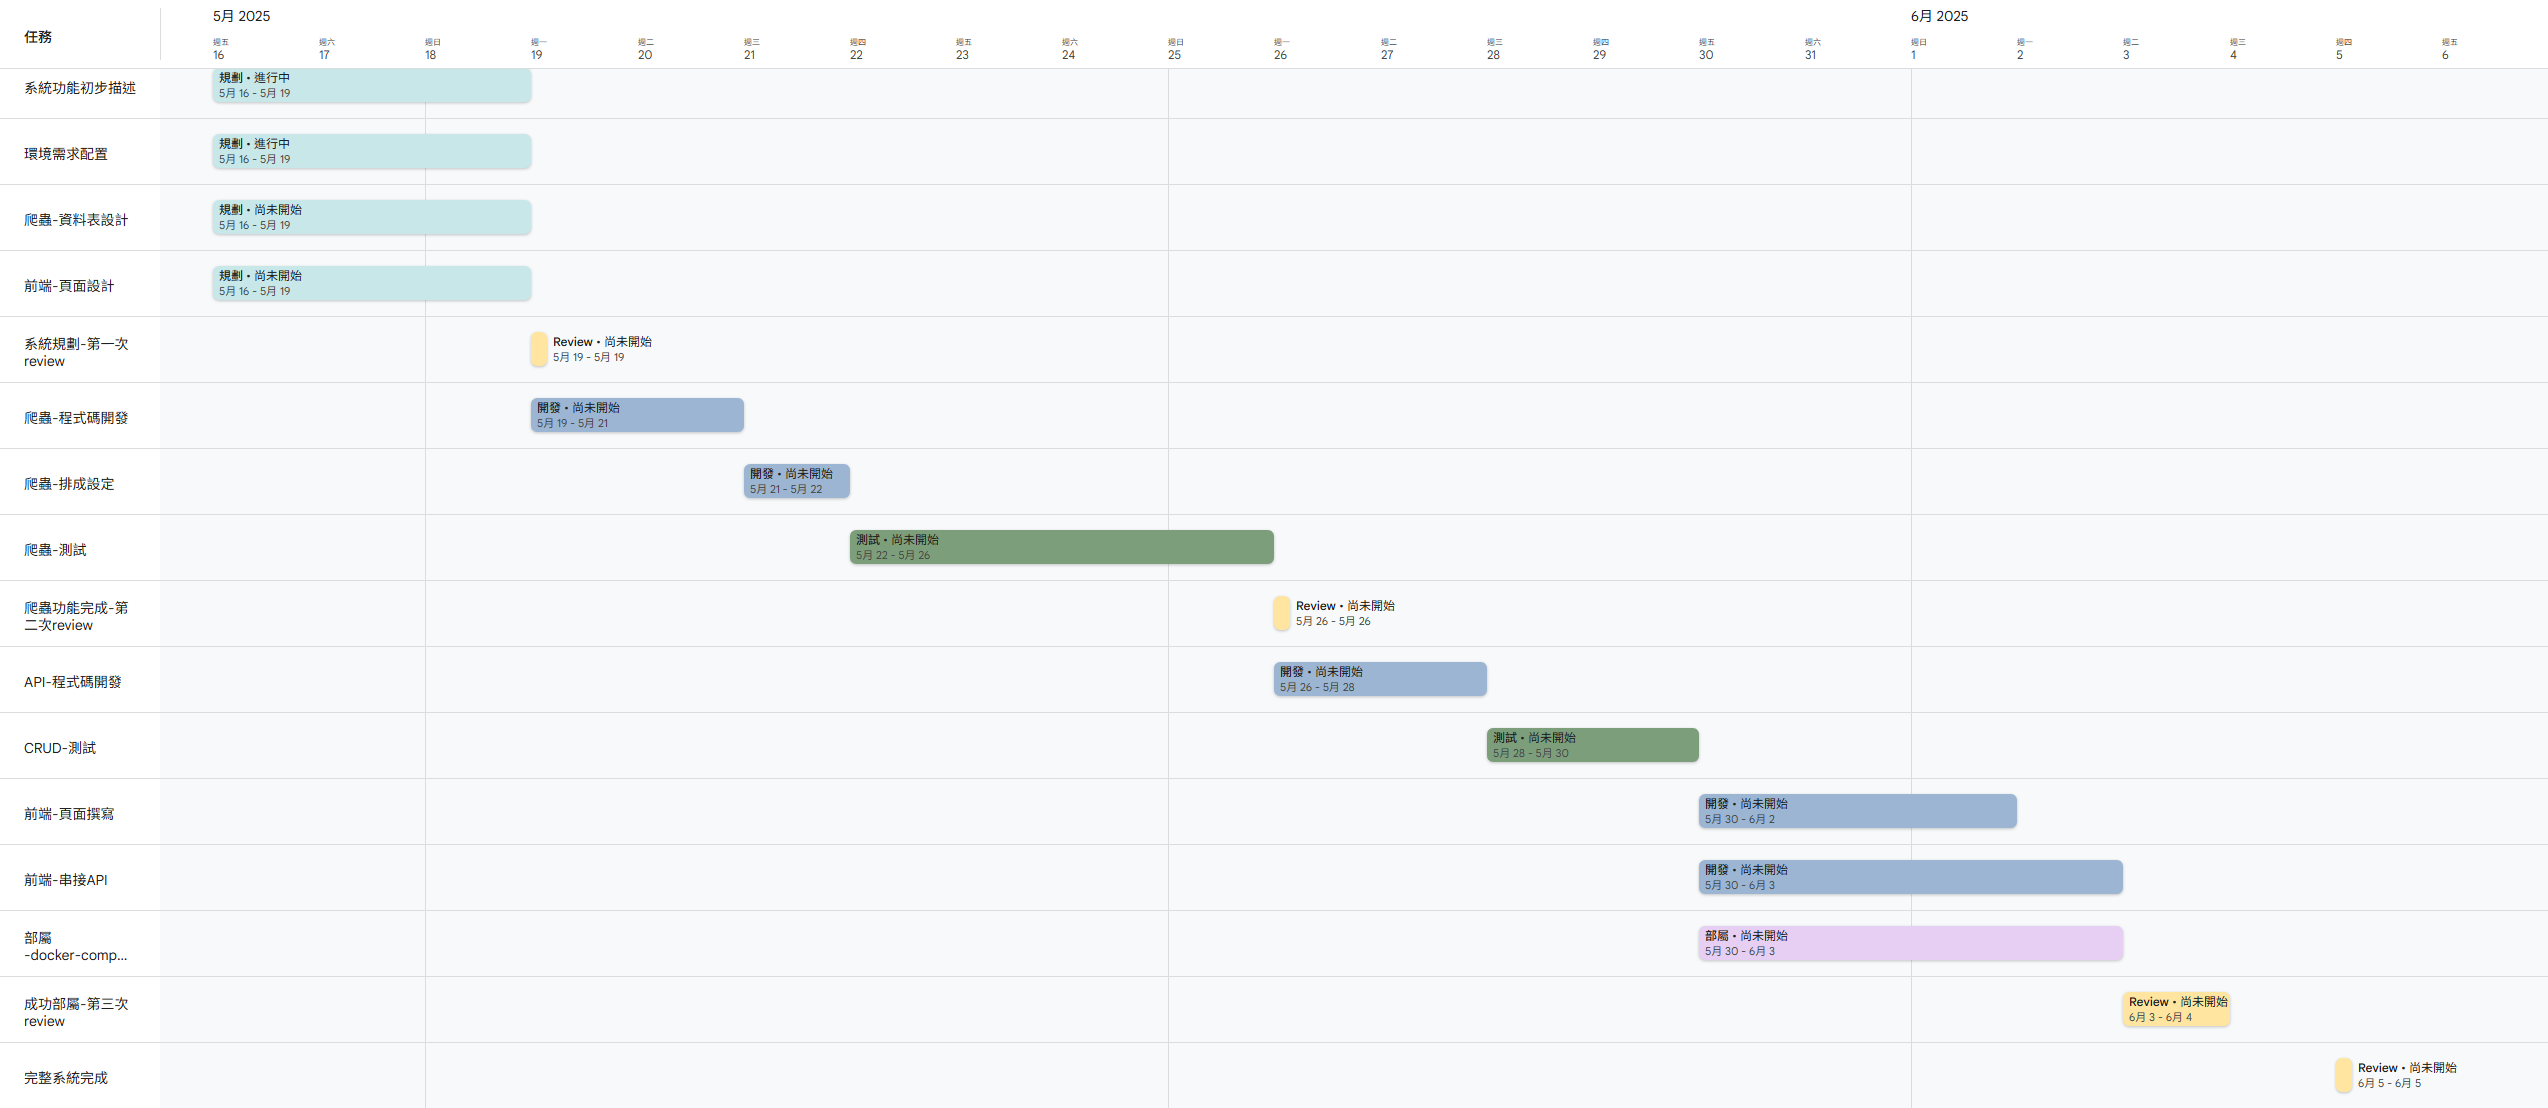 5月 2025
6月 2025
任務
週五 週六 週日 週一 週二 週三 週四 週五 週六 週日 週一 週二 週三 週四 週五 週六 週日 週一 週二 週三 週四 週五
16 17 18 19 20 21 22 23 24 25 26 27 28 29 30 31 1 2 3 4 5 6
系統功能初步描述
規劃 • 進行中
5月 16 - 5月 19
環境需求配置
規劃 • 進行中
5月 16 - 5月 19
爬蟲-資料表設計
規劃 • 尚未開始
5月 16 - 5月 19
前端-頁面設計
規劃 • 尚未開始
5月 16 - 5月 19
系統規劃-第一次
review
Review • 尚未開始
5月 19 - 5月 19
爬蟲-程式碼開發
開發 • 尚未開始
5月 19 - 5月 21
爬蟲-排成設定
開發 • 尚未開始
5月 21 - 5月 22
爬蟲-測試
測試 • 尚未開始
5月 22 - 5月 26
爬蟲功能完成-第
二次review
Review • 尚未開始
5月 26 - 5月 26
API-程式碼開發
開發 • 尚未開始
5月 26 - 5月 28
CRUD-測試
測試 • 尚未開始
5月 28 - 5月 30
前端-頁面撰寫
開發 • 尚未開始
5月 30 - 6月 2
前端-串接API
開發 • 尚未開始
5月 30 - 6月 3
部屬
-docker-comp...
部屬 • 尚未開始
5月 30 - 6月 3
成功部屬-第三次
review
Review • 尚未開始
6月 3 - 6月 4
完整系統完成
Review • 尚未開始
6月 5 - 6月 5